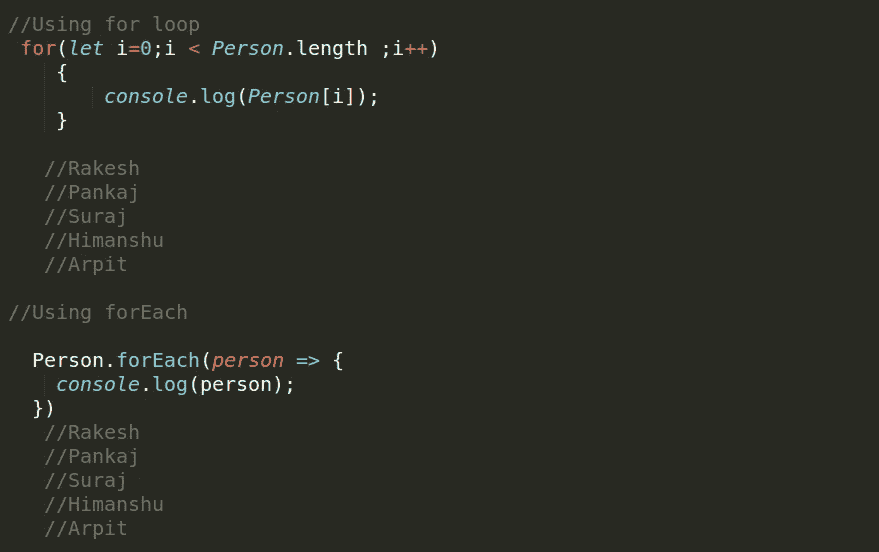 //Using for loop
for(let i=0;i < Person.length ;i++)
{
console.log(Person[i]);
}
//Rakesh
//Pankaj
//Suraj
//Himanshu
//Arpit
//Using forEach
Person.forEach(person => {
console.log(person);
})
//Rakesh
//Pankaj
//Suraj
//Himanshu
//Arpit